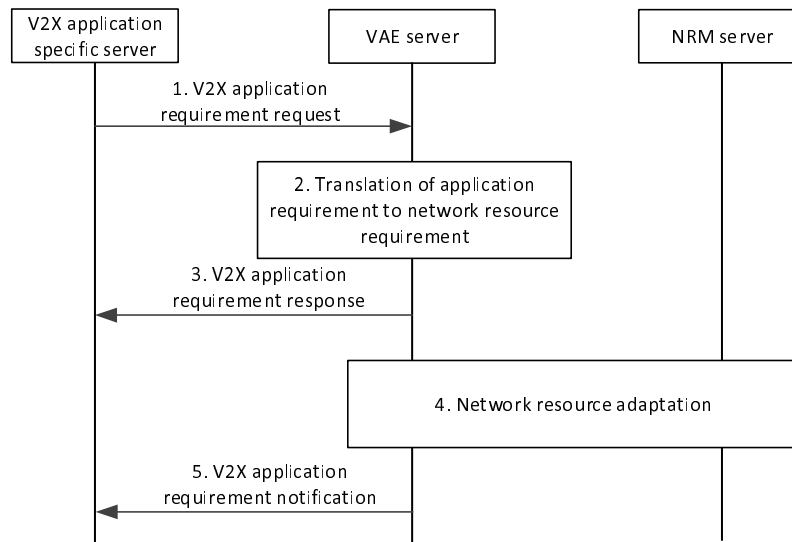 V2X application
specific server
VAE server
NRM server
1. V2X application
requirement request
2. Translation of application
requirement to network resource
requirement
3. V2X application
requirement response
4. Network resource adaptation
5. V2X application
requirement notification